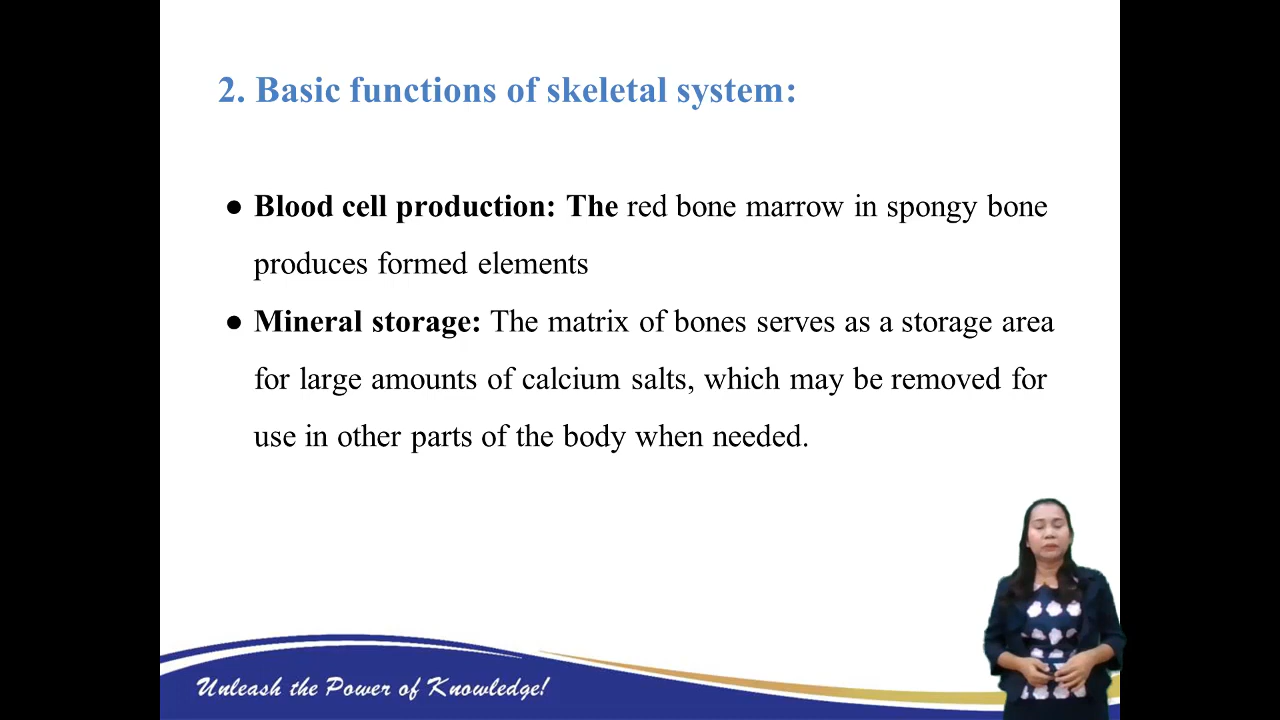 2. Basic functions of skeletal system:
● Blood cell production: The red bone marrow in spongy bone
produces formed elements
● Mineral storage: The matrix of bones serves as a storage area
for large amounts of calcium salts, which may be removed for
use in other parts of the body when needed.
Unleash the Power of Knowledge!